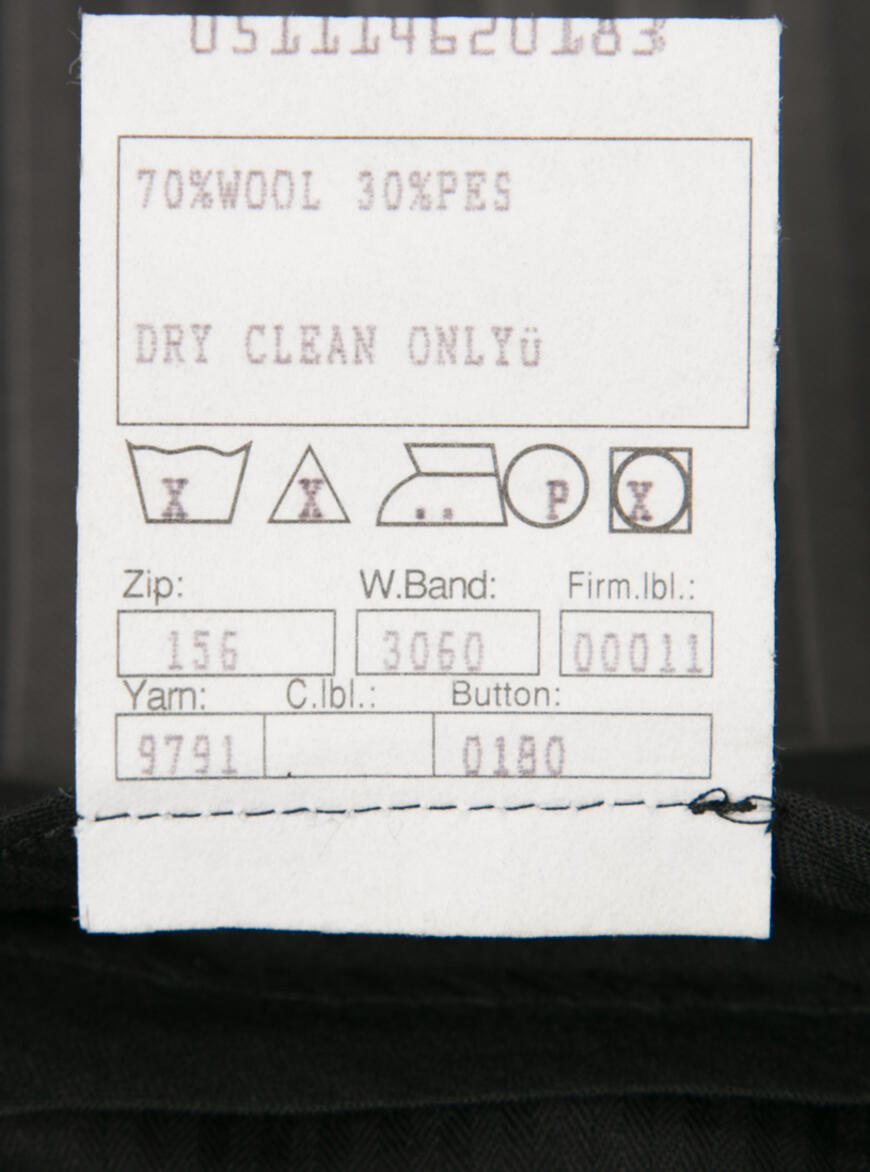 051114620183
70%WOOL 30%PES
DRY CLEAN ONLYü
X X P X
Zip: W.Band: Firm.lbl.:
156 3060 00011
Yarn: C.lbl.: Button:
9791 0180